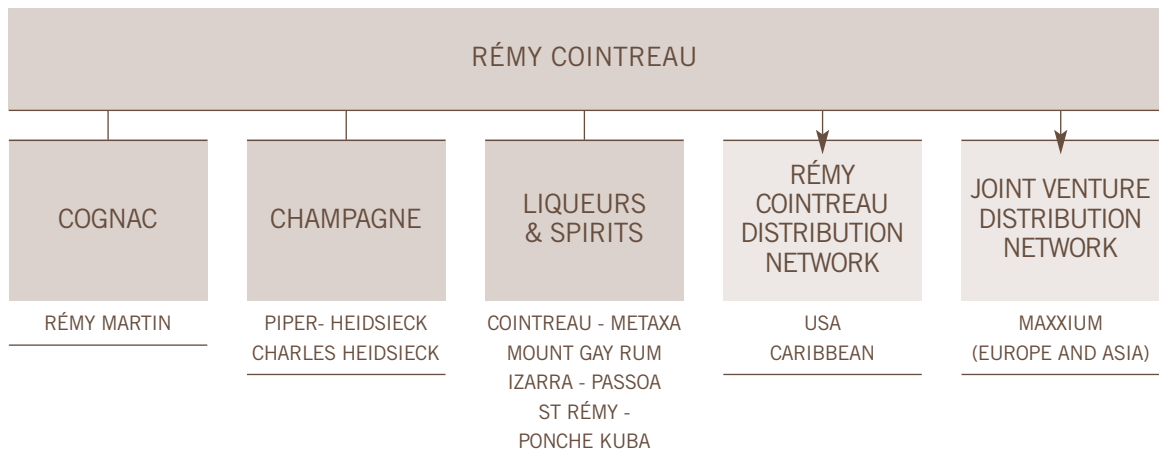 RÉMY COINTREAU
COGNAC
CHAMPAGNE
LIQUEURS
& SPIRITS
RÉMY
COINTREAU
DISTRIBUTION
NETWORK
JOINT VENTURE
DISTRIBUTION
NETWORK
RÉMY MARTIN
PIPER- HEIDSIECK
CHARLES HEIDSIECK
COINTREAU - METAXA
MOUNT GAY RUM
IZARRA - PASSOA
ST RÉMY -
PONCHE KUBA
USA
CARIBBEAN
MAXXIUM
(EUROPE AND ASIA)